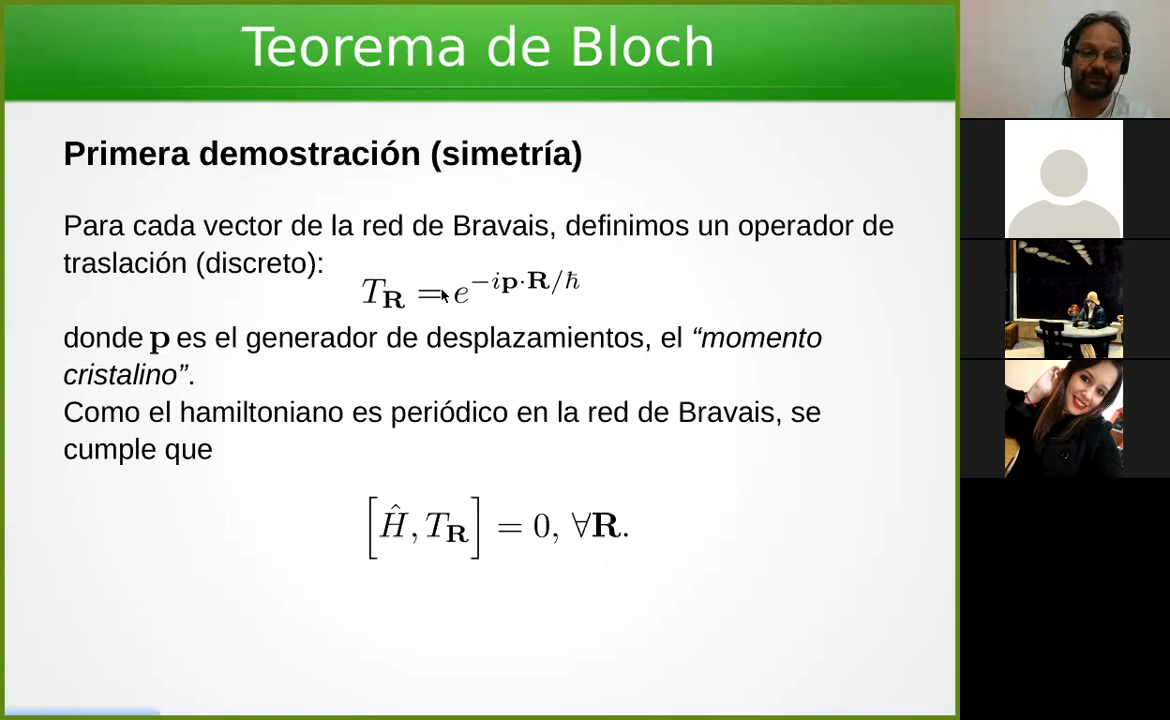 Teorema de Bloch
Primera demostración (simetría)
Para cada vector de la red de Bravais, definimos un operador de
traslación (discreto):
T_𝐑 = e^{−i𝐩·𝐑/ħ}
donde 𝐩 es el generador de desplazamientos, el “momento
cristalino”.
Como el hamiltoniano es periódico en la red de Bravais, se
cumple que
[Ĥ, T_𝐑] = 0, ∀𝐑.